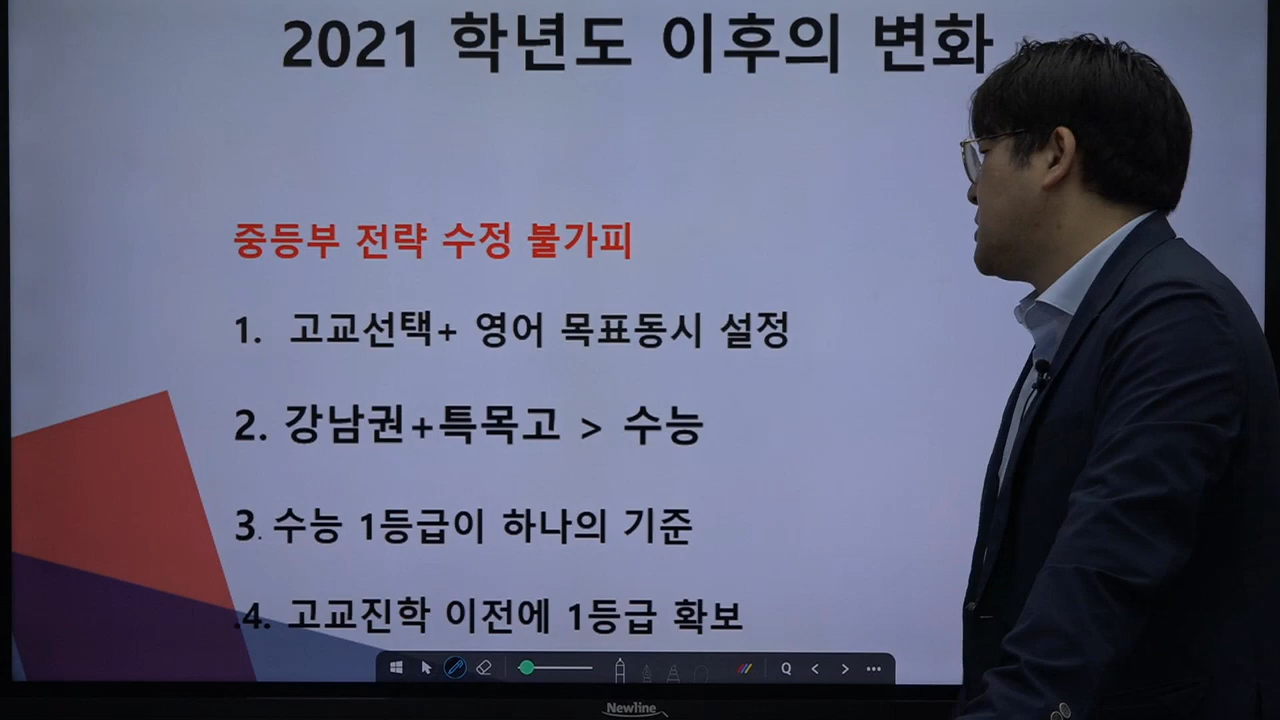 2021 학년도 이후의 변화
중등부 전략 수정 불가피
1. 고교선택+ 영어 목표동시 설정
2. 강남권+특목고 > 수능
3. 수능 1등급이 하나의 기준
.4. 고교진학 이전에 1등급 확보
Newline